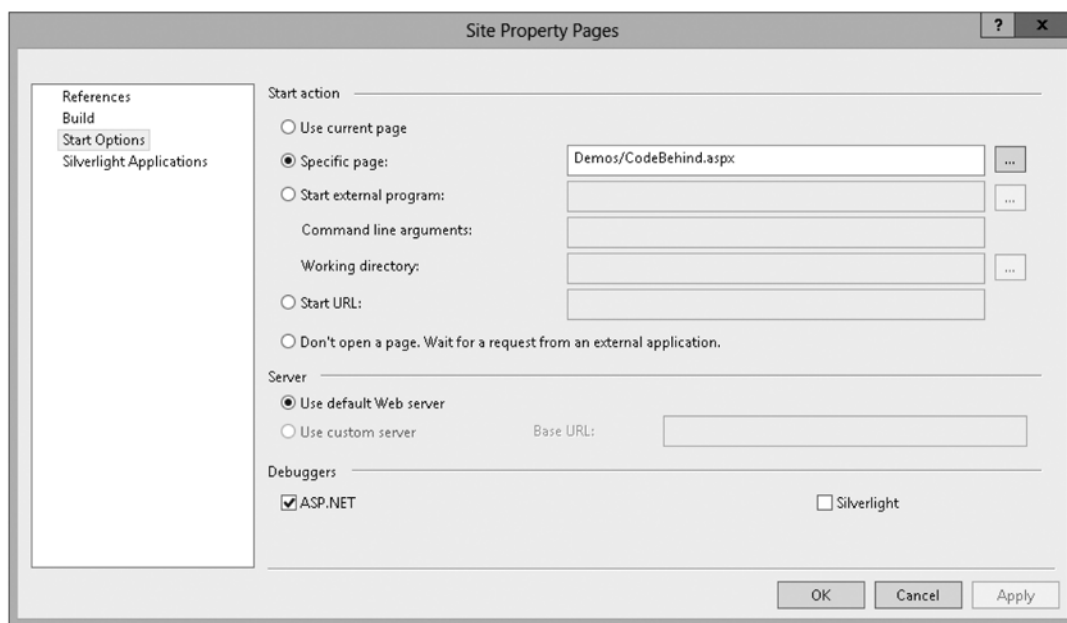 Site Property Pages
? x
References
Build
Start Options
Silverlight Applications
Start action
Use current page
Specific page: Demos/CodeBehind.aspx ...
Start external program: ...
Command line arguments:
Working directory: ...
Start URL:
Don't open a page. Wait for a request from an external application.
Server
Use default Web server
Use custom server Base URL:
Debuggers
ASP.NET Silverlight
OK Cancel Apply